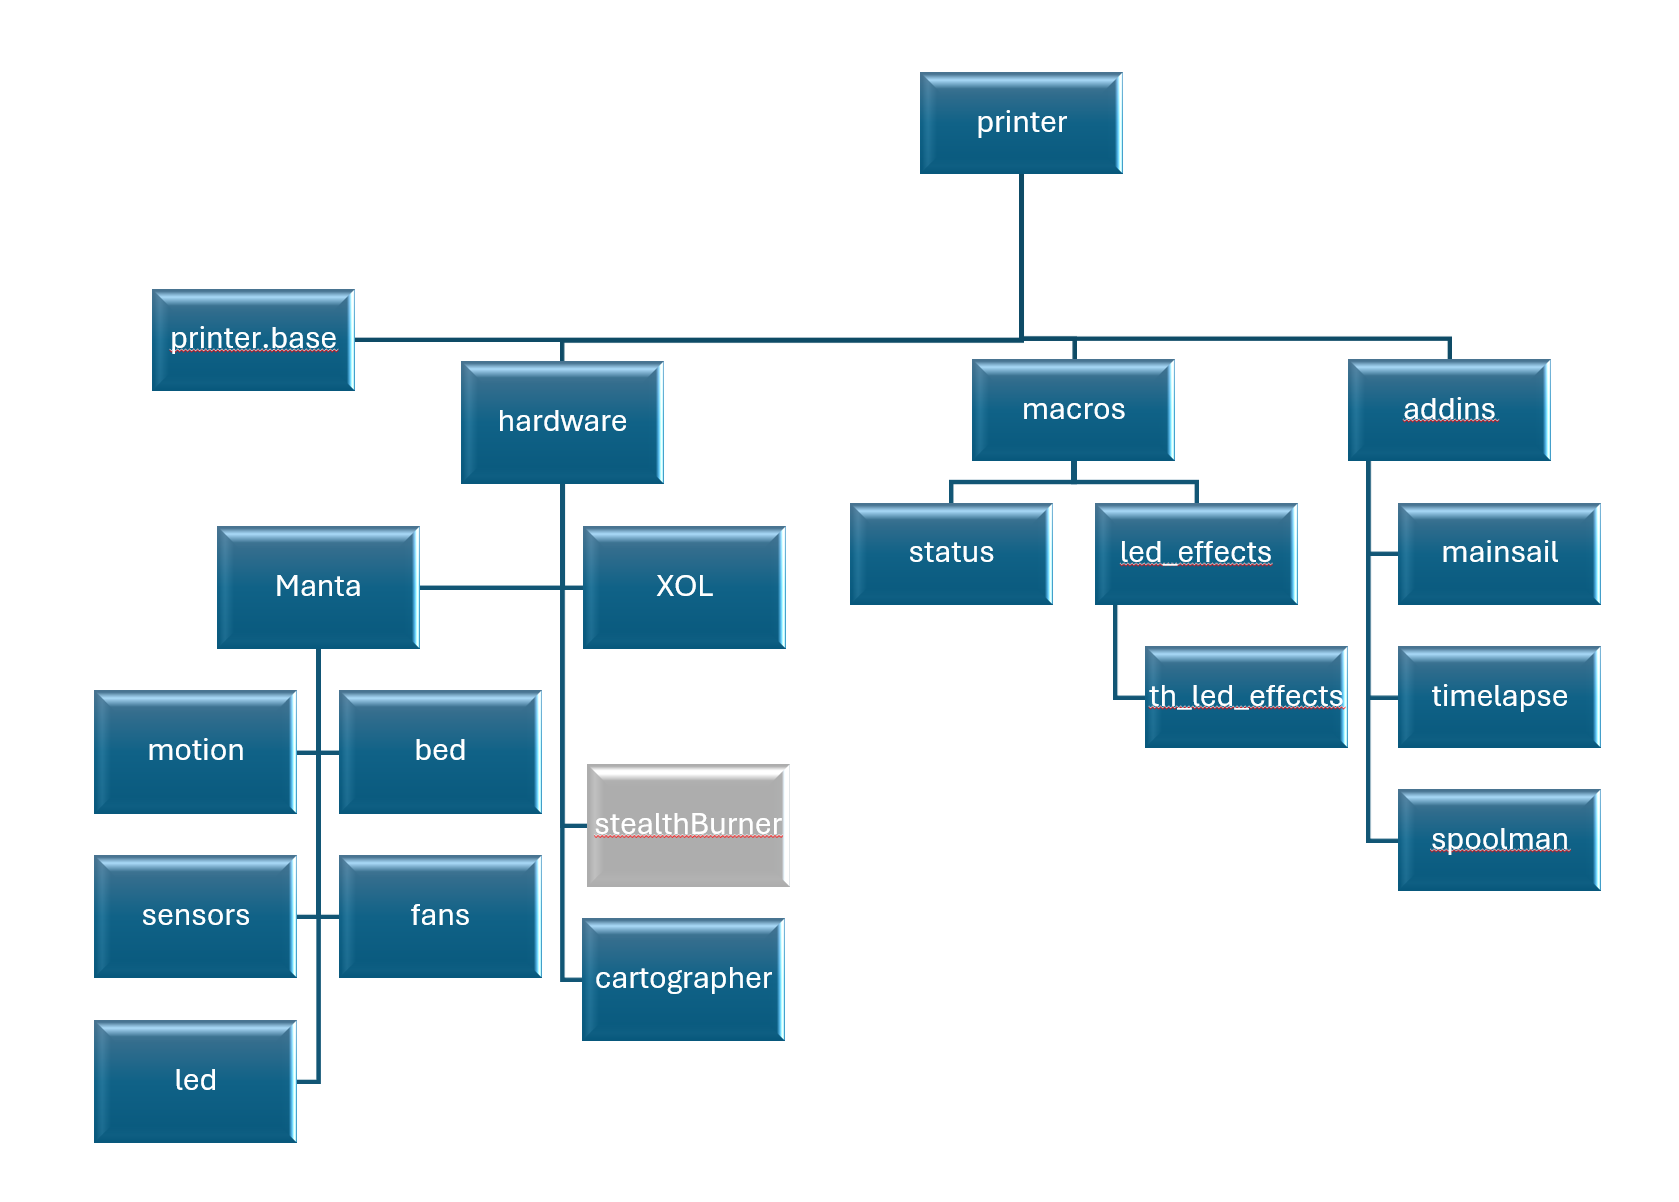 printer
printer.base
hardware
macros
addins
Manta
XOL
status
led_effects
mainsail
th_led_effects
timelapse
motion
bed
stealthBurner
spoolman
sensors
fans
cartographer
led